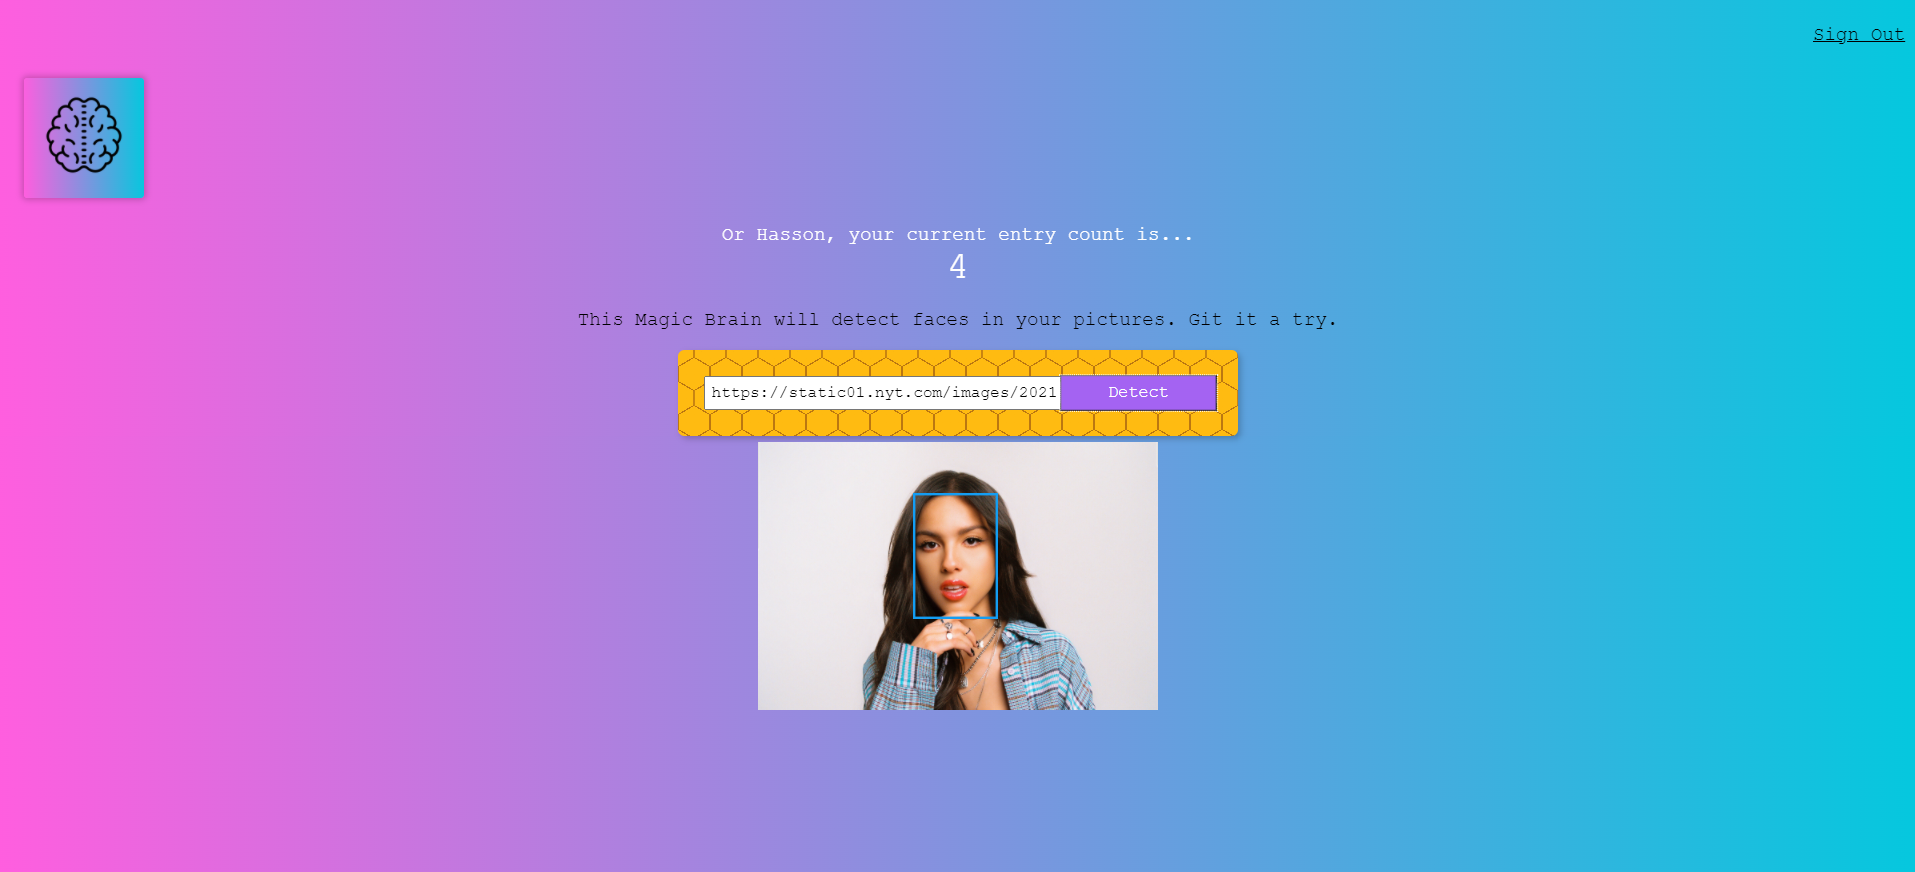 Sign Out
Or Hasson, your current entry count is...
4
This Magic Brain will detect faces in your pictures. Git it a try.
https://static01.nyt.com/images/2021
Detect